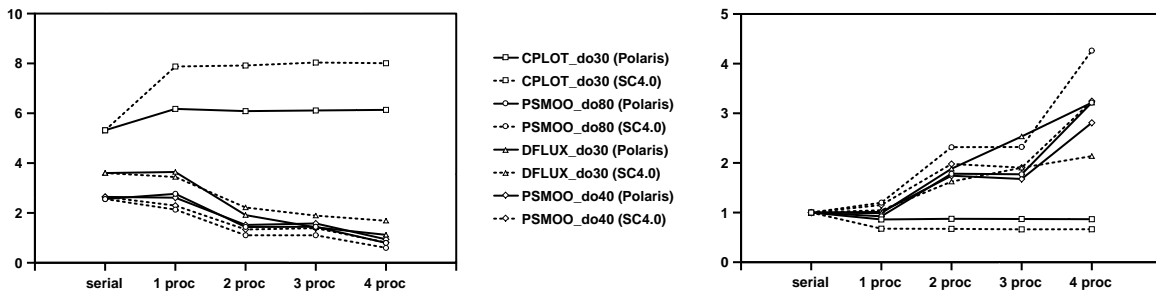 10
8
6
4
2
0
serial 1 proc 2 proc 3 proc 4 proc
CPLOT_do30 (Polaris)
CPLOT_do30 (SC4.0)
PSMOO_do80 (Polaris)
PSMOO_do80 (SC4.0)
DFLUX_do30 (Polaris)
DFLUX_do30 (SC4.0)
PSMOO_do40 (Polaris)
PSMOO_do40 (SC4.0)
5
4
3
2
1
0
serial 1 proc 2 proc 3 proc 4 proc